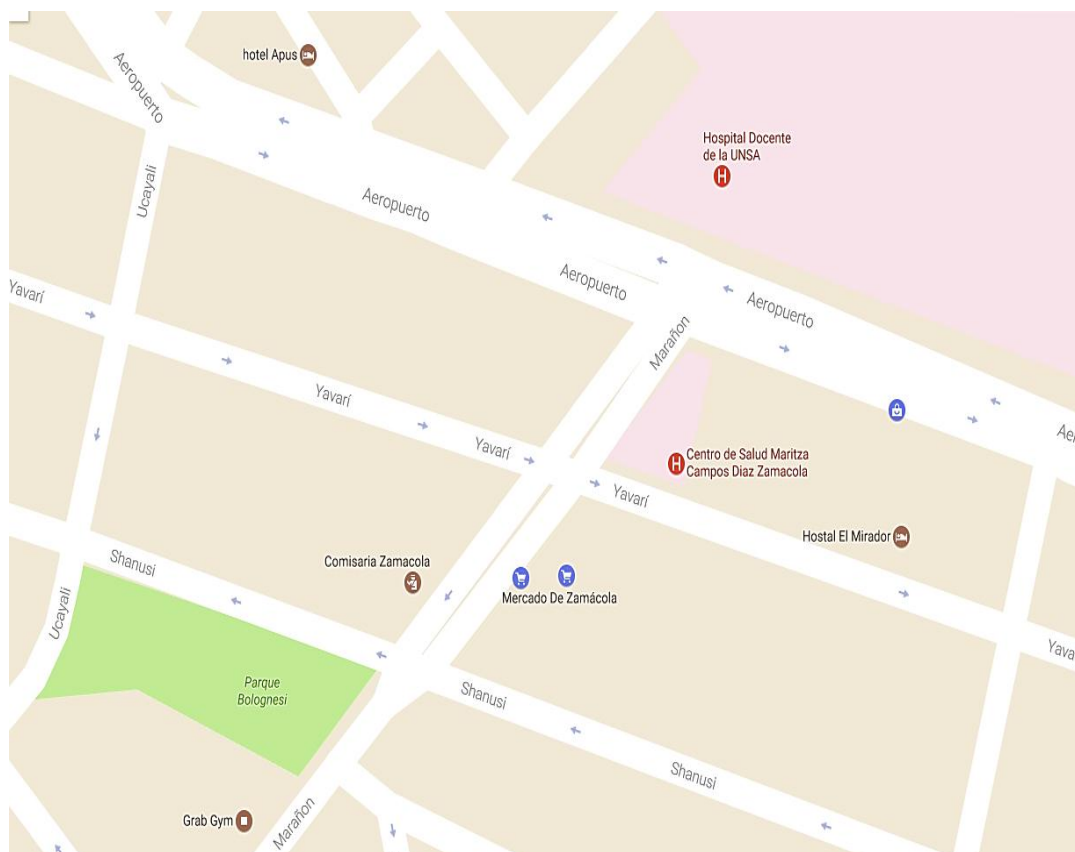 hotel Apus
Aeropuerto
Hospital Docente
de la UNSA
Ucayali
Aeropuerto
Aeropuerto
Yavarí
Aeropuerto
Marañon
Yavarí
Yavarí
Aer
Centro de Salud Maritza
Campos Diaz Zamacola
Yavarí
Hostal El Mirador
Shanusi
Comisaria Zamacola
Mercado De Zamácola
Ucayali
Yava
Parque
Bolognesi
Shanusi
Shanusi
Grab Gym
Marañon